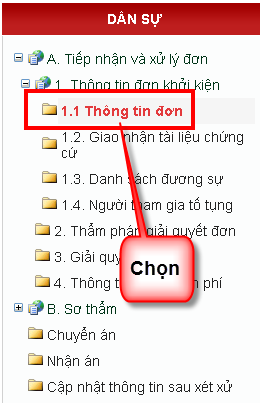 DÂN SỰ
A. Tiếp nhận và xử lý đơn
1. Thông tin đơn khởi kiện
1.1 Thông tin đơn
1.2. Giao nhận tài liệu chứng
cứ
1.3. Danh sách đương sự
1.4. Người tham gia tố tụng
2. Thẩm phán giải quyết đơn
3. Giải qu
Chọn
4. Thông t phí
B. Sơ thẩm
Chuyển án
Nhận án
Cập nhật thông tin sau xét xử